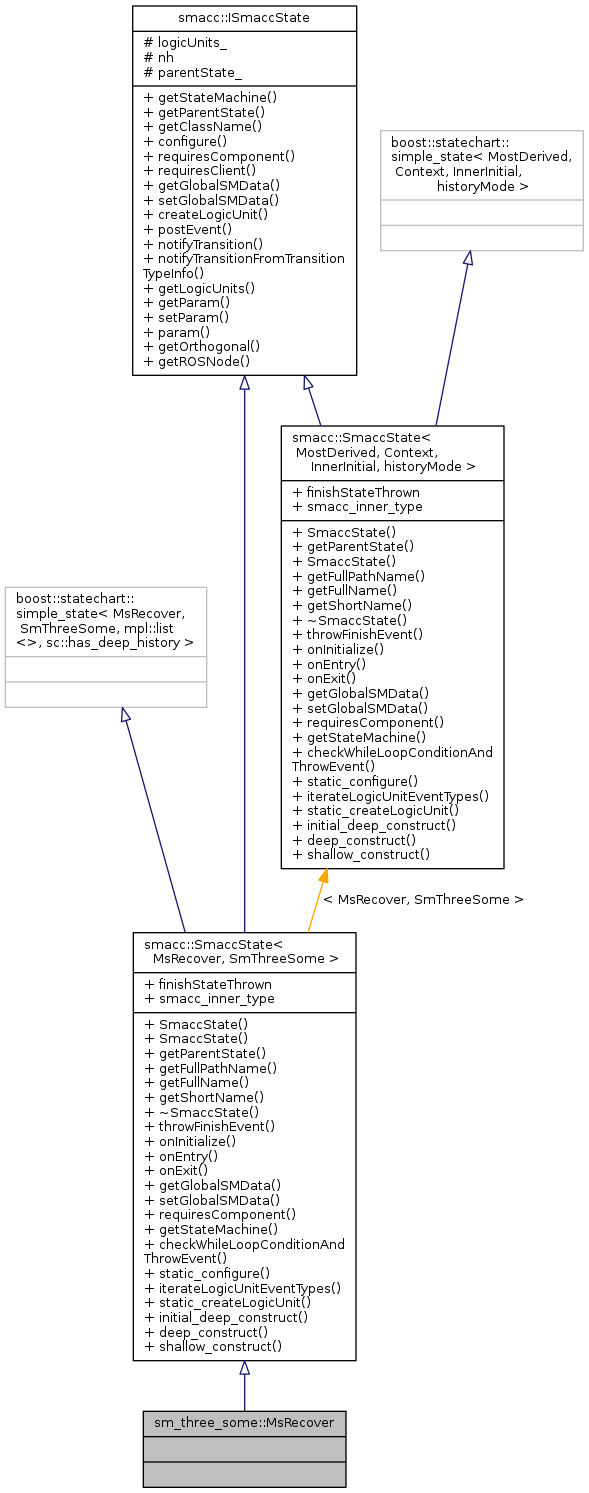 smacc::ISmaccState
# logicUnits_
# nh
# parentState_
+ getStateMachine()
+ getParentState()
+ getClassName()
+ configure()
+ requiresComponent()
+ requiresClient()
+ getGlobalSMData()
+ setGlobalSMData()
+ createLogicUnit()
+ postEvent()
+ notifyTransition()
+ notifyTransitionFromTransition
TypeInfo()
+ getLogicUnits()
+ getParam()
+ setParam()
+ param()
+ getOrthogonal()
+ getROSNode()
boost::statechart::
simple_state< MostDerived,
Context, InnerInitial,
historyMode >
smacc::SmaccState<
MostDerived, Context,
InnerInitial, historyMode >
+ finishStateThrown
+ smacc_inner_type
+ SmaccState()
+ getParentState()
+ SmaccState()
+ getFullPathName()
+ getFullName()
+ getShortName()
+ ~SmaccState()
+ throwFinishEvent()
+ onInitialize()
+ onEntry()
+ onExit()
+ getGlobalSMData()
+ setGlobalSMData()
+ requiresComponent()
+ getStateMachine()
+ checkWhileLoopConditionAnd
ThrowEvent()
+ static_configure()
+ iterateLogicUnitEventTypes()
+ static_createLogicUnit()
+ initial_deep_construct()
+ deep_construct()
+ shallow_construct()
boost::statechart::
simple_state< MsRecover,
SmThreeSome, mpl::list
<>, sc::has_deep_history >
< MsRecover, SmThreeSome >
smacc::SmaccState<
MsRecover, SmThreeSome >
+ finishStateThrown
+ smacc_inner_type
+ SmaccState()
+ SmaccState()
+ getParentState()
+ getFullPathName()
+ getFullName()
+ getShortName()
+ ~SmaccState()
+ throwFinishEvent()
+ onInitialize()
+ onEntry()
+ onExit()
+ getGlobalSMData()
+ setGlobalSMData()
+ requiresComponent()
+ getStateMachine()
+ checkWhileLoopConditionAnd
ThrowEvent()
+ static_configure()
+ iterateLogicUnitEventTypes()
+ static_createLogicUnit()
+ initial_deep_construct()
+ deep_construct()
+ shallow_construct()
sm_three_some::MsRecover